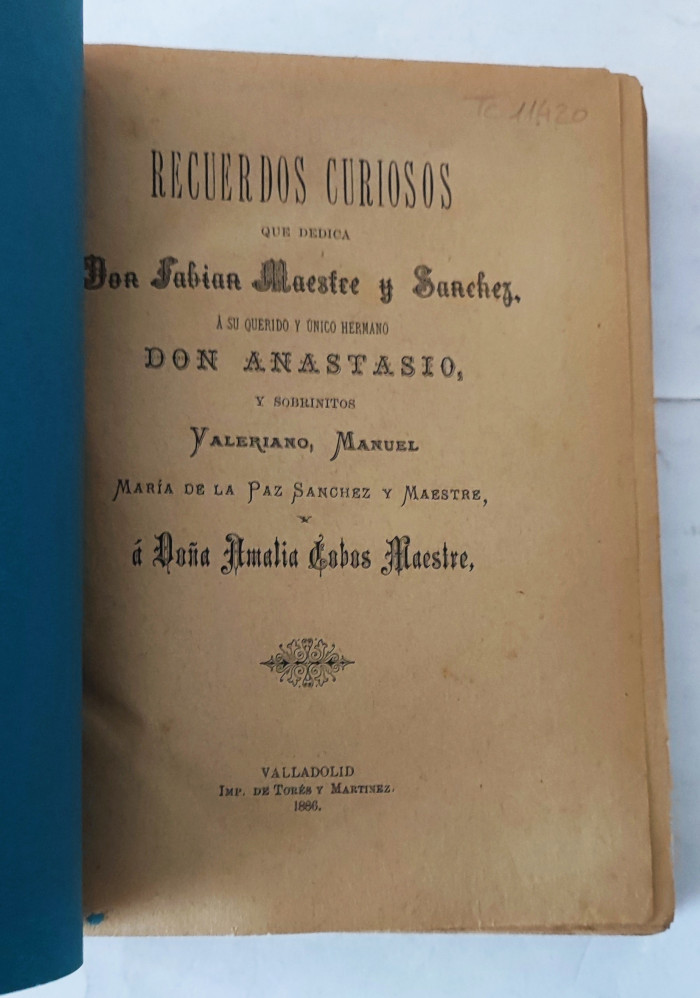 Tc 11420
RECUERDOS CURIOSOS
QUE DEDICA
Don Fabian Maestre y Sanchez,
Á SU QUERIDO Y ÚNICO HERMANO
DON ANASTASIO,
Y SOBRINITOS
VALERIANO, MANUEL
MARÍA DE LA PAZ SANCHEZ Y MAESTRE,
Y
á Doña Amalia Cobos Maestre,
VALLADOLID
IMP. DE TORÉS Y MARTINEZ.
1886.